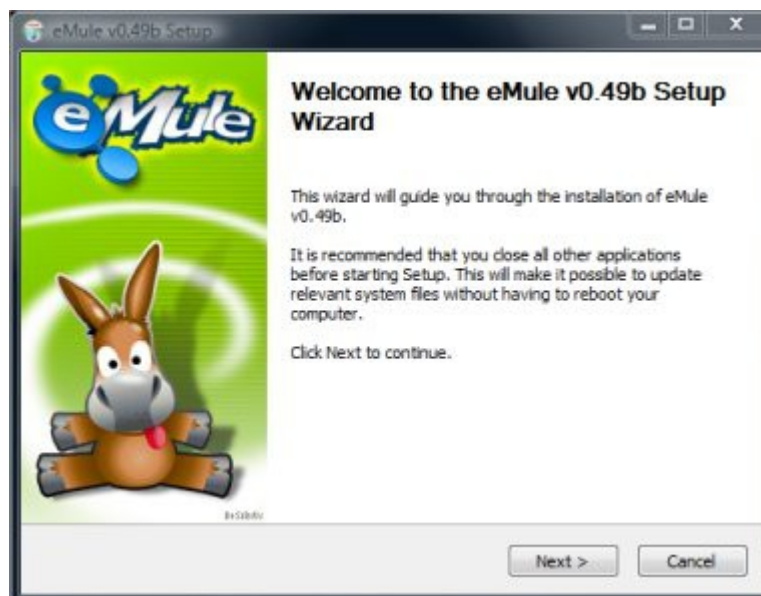 eMule v0.49b Setup
eMule
Welcome to the eMule v0.49b Setup
Wizard
This wizard will guide you through the installation of eMule
v0.49b.
It is recommended that you close all other applications
before starting Setup. This will make it possible to update
relevant system files without having to reboot your
computer.
Click Next to continue.
Next >
Cancel